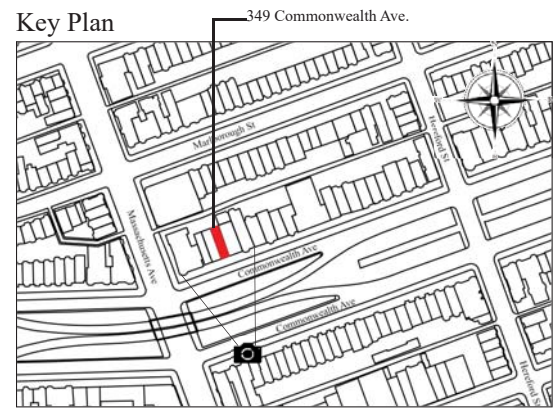 Key Plan
349 Commonwealth Ave.
N
Marlborough St
Hereford St
Massachusetts Ave
Commonwealth Ave
Commonwealth Ave
Hereford St